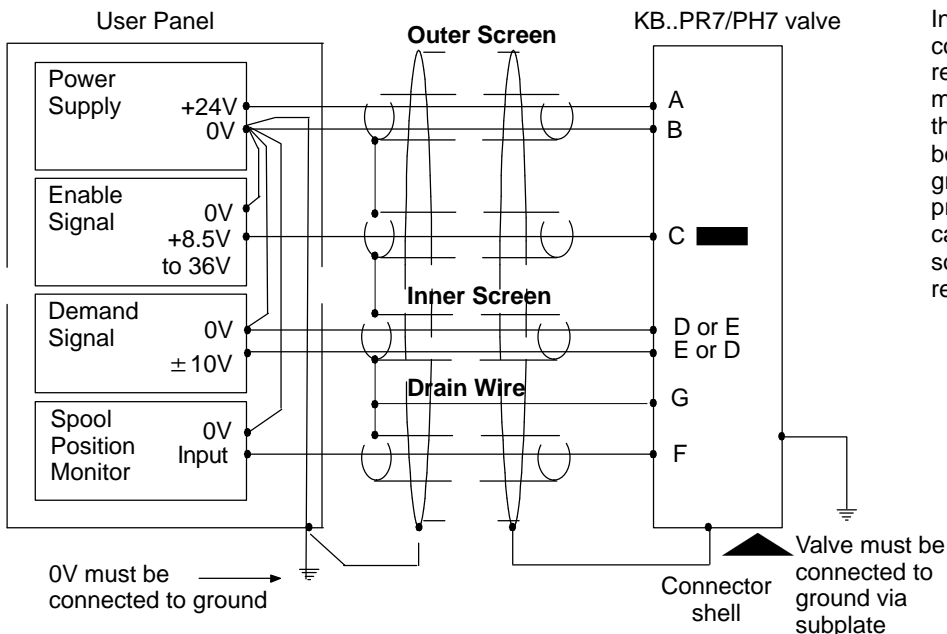 User Panel
Outer Screen
KB..PR7/PH7 valve
Power
Supply
+24V
0V
A
B
Enable
Signal
0V
+8.5V
to 36V
C
Inner Screen
Demand
Signal
0V
±10V
D or E
E or D
Drain Wire
G
Spool
Position
Monitor
0V
Input
F
0V must be
connected to ground
Connector
shell
Valve must be
connected to
ground via
subplate